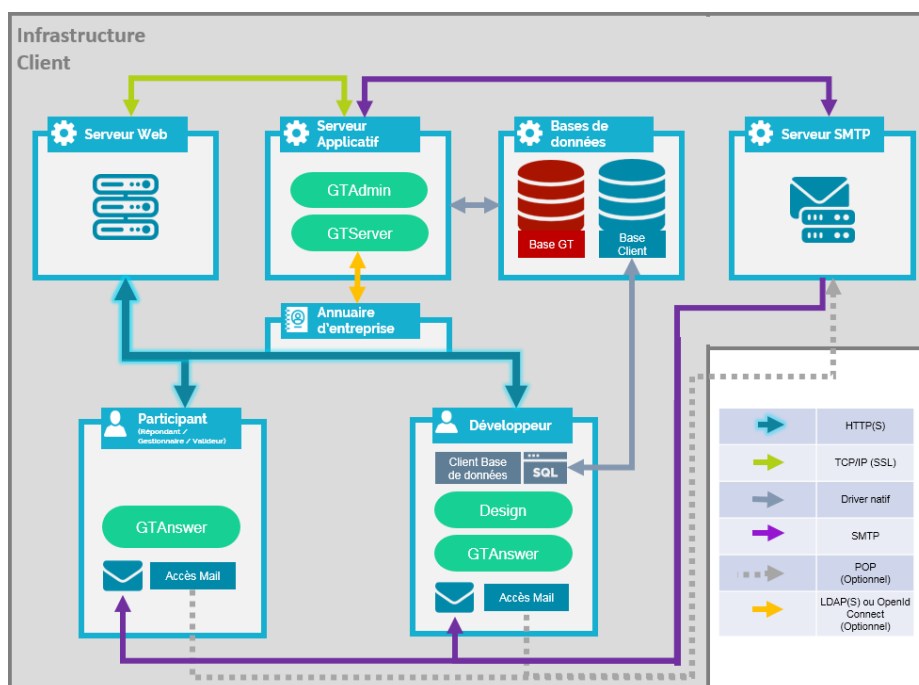 Infrastructure
Client
Serveur Web
Serveur
Applicatif
GTAdmin
GTServer
Bases de
données
Base GT
Base
Client
Serveur SMTP
Annuaire
d'entreprise
Participant
(Répondant /
Gestionnaire / Valideur)
GTAnswer
Accès Mail
Développeur
Client Base
de données
SQL
Design
GTAnswer
Accès Mail
HTTP(S)
TCP/IP (SSL)
Driver natif
SMTP
POP
(Optionnel)
LDAP(S) ou OpenId
Connect
(Optionnel)